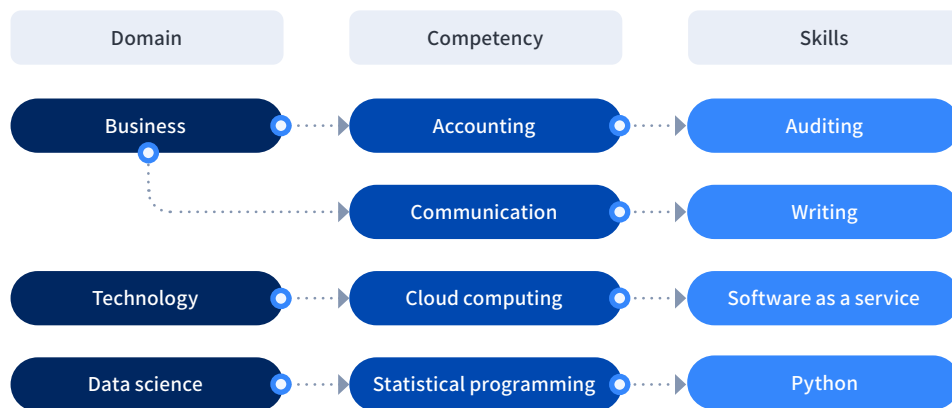 Domain
Competency
Skills
Business
Accounting
Auditing
Communication
Writing
Technology
Cloud computing
Software as a service
Data science
Statistical programming
Python